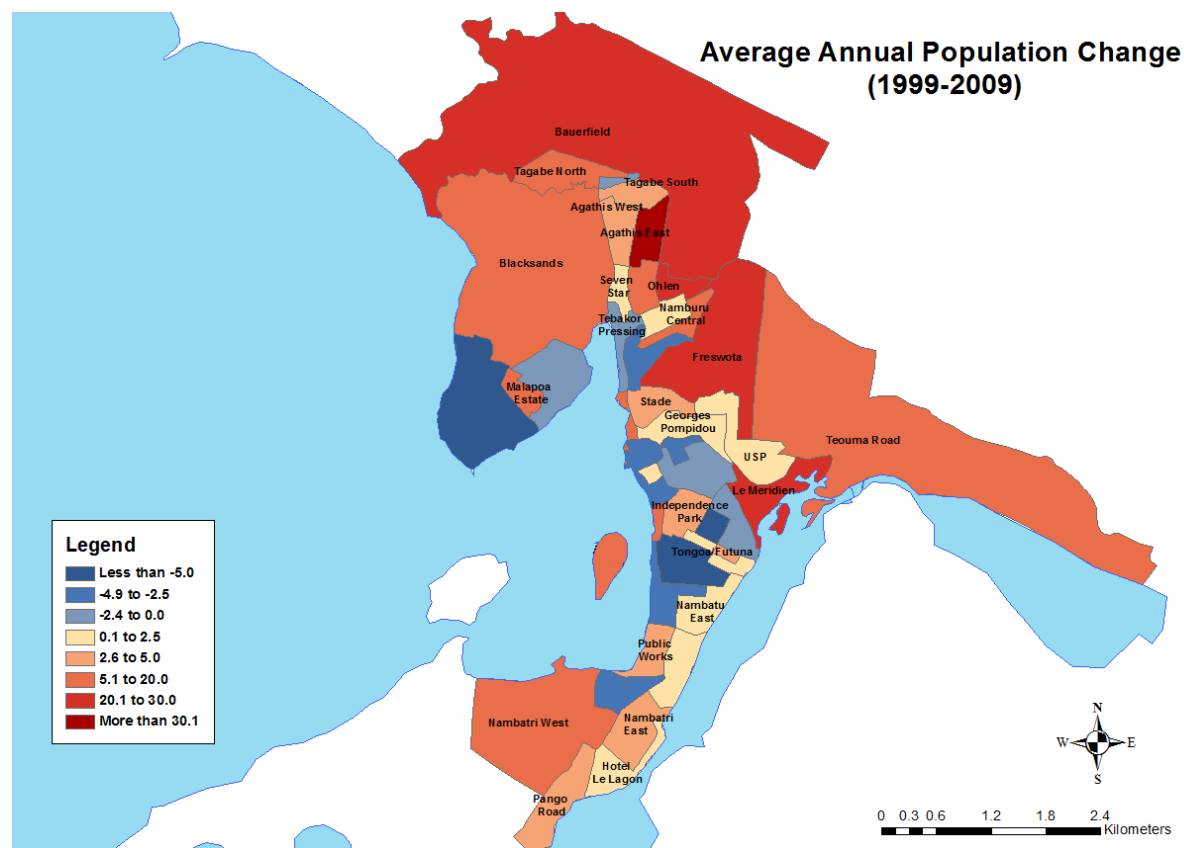 Average Annual Population Change
(1999-2009)
Bauerfield
Tagabe North
Tagabe South
Agathis West
Agathis East
Blacksands
Seven
Star
Ohlen
Namburu
Central
Tebakor
Pressing
Freswota
Malapoa
Estate
Stade
Georges
Pompidou
Teouma Road
USP
Le Meridien
Independence
Park
Tongoa/Futuna
Nambatu
East
Public
Works
Nambatri West
Nambatri
East
Hotel
Le Lagon
Pango
Road
Legend
Less than -5.0
-4.9 to -2.5
-2.4 to 0.0
0.1 to 2.5
2.6 to 5.0
5.1 to 20.0
20.1 to 30.0
More than 30.1
N
W E
S
0 0.3 0.6 1.2 1.8 2.4
Kilometers